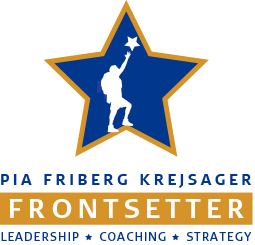 PIA FRIBERG KREJSAGER
FRONTSETTER
LEADERSHIP ★ COACHING ★ STRATEGY